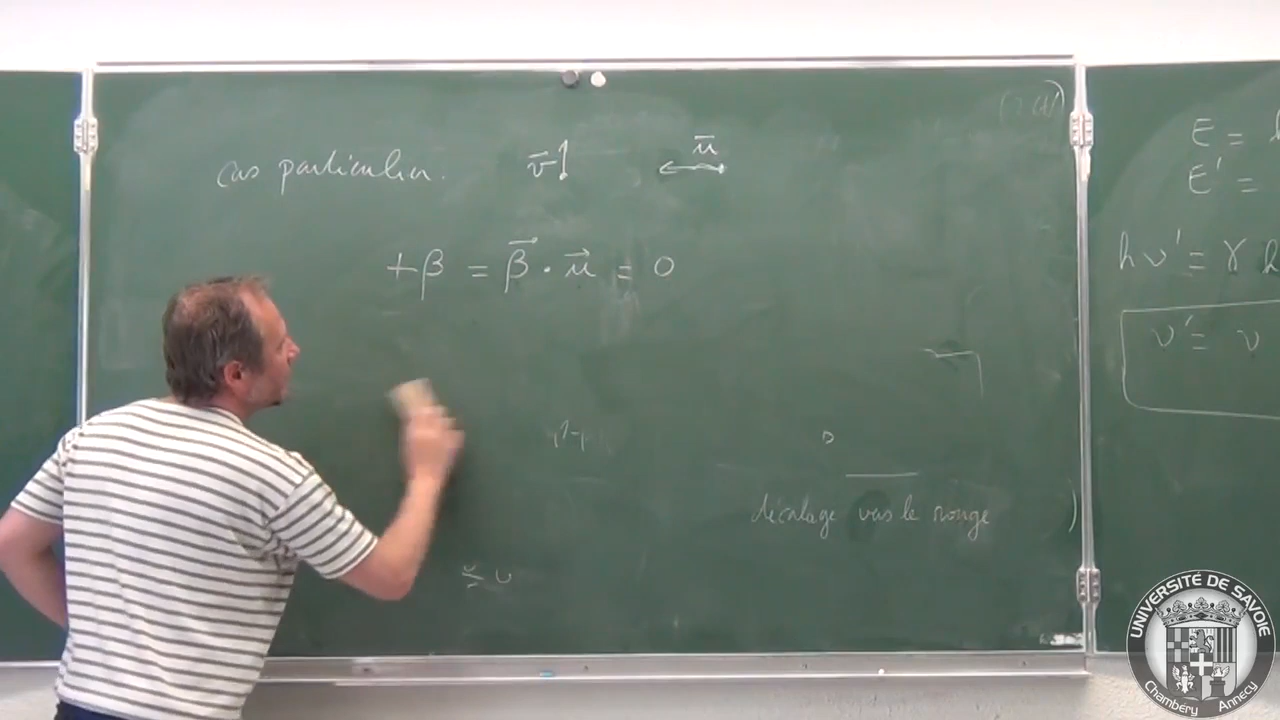 cas particulier. v⃗↑ u⃗
+β = β⃗ · u⃗ = 0
décalage vers le rouge )
E =
E' =
hν' = γ h
ν' = ν
UNIVERSITÉ DE SAVOIE
Chambéry Annecy